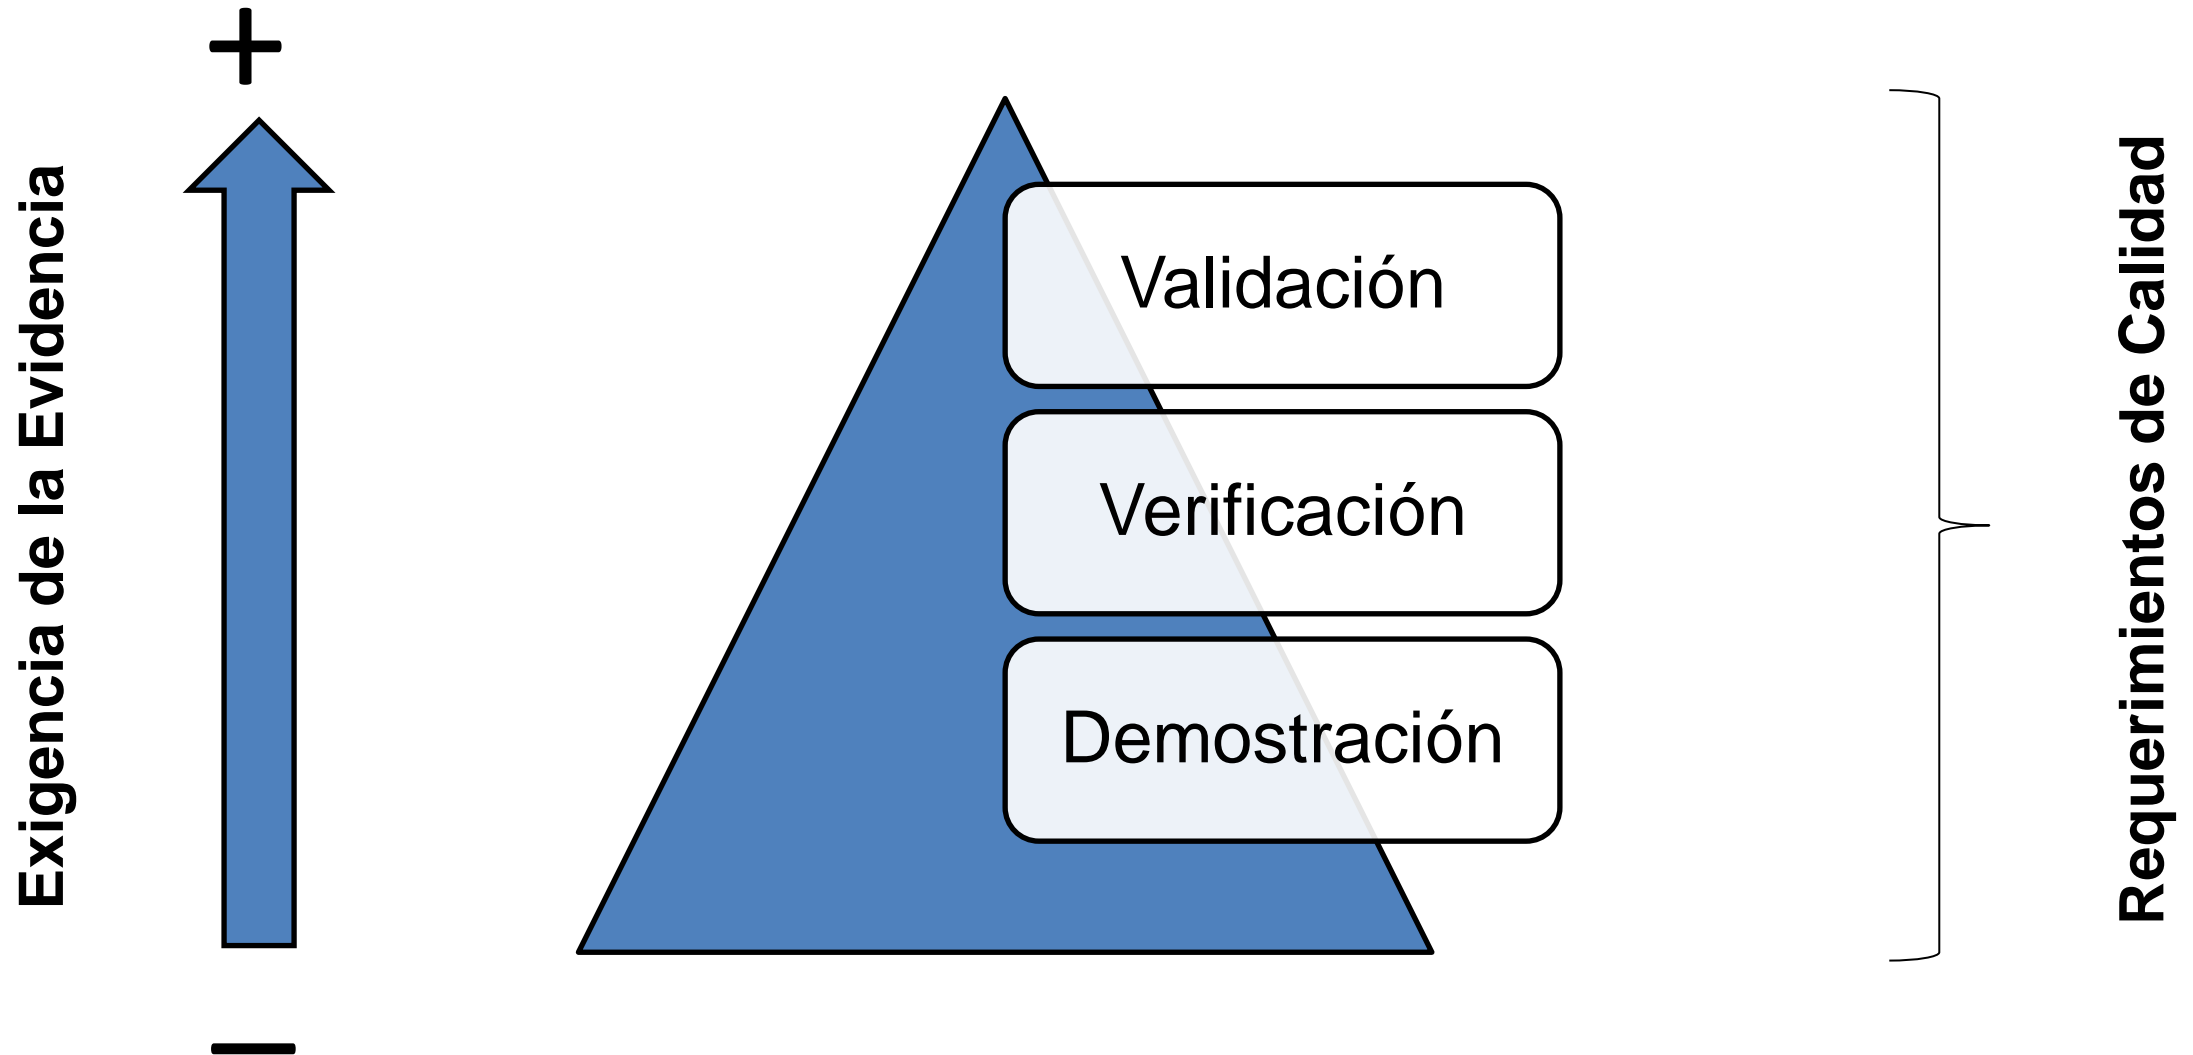 +
Exigencia de la Evidencia
Validación
Verificación
Demostración
Requerimientos de Calidad
–